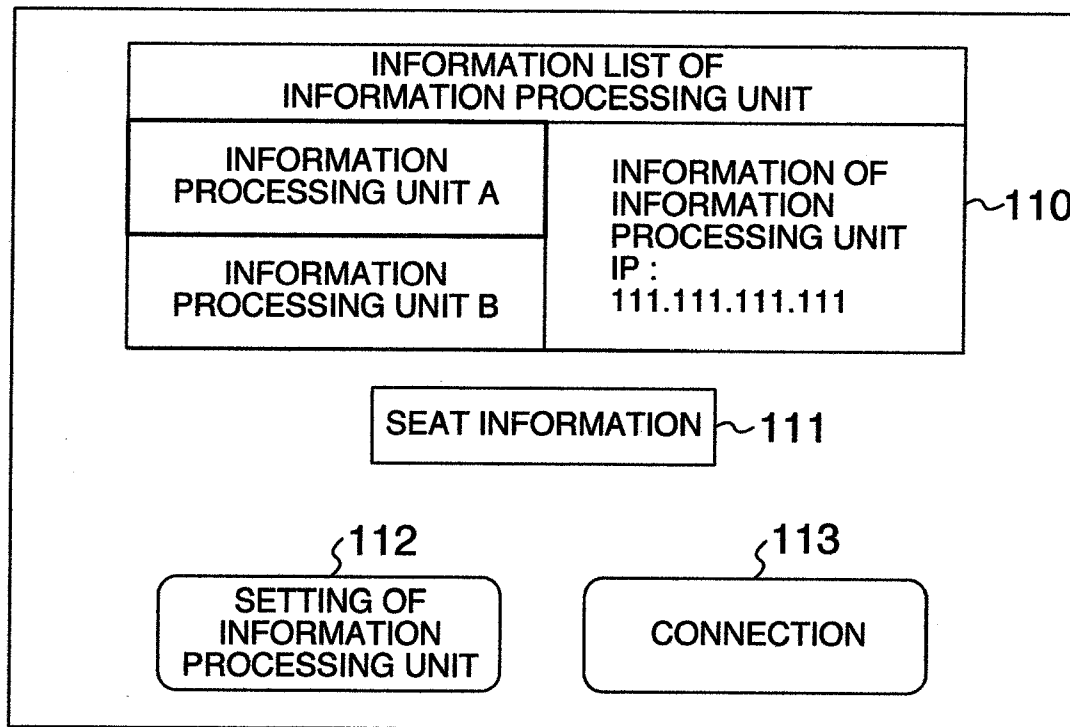 INFORMATION LIST OF
INFORMATION PROCESSING UNIT
INFORMATION
PROCESSING UNIT A
INFORMATION
PROCESSING UNIT B
INFORMATION OF
INFORMATION
PROCESSING UNIT
IP :
111.111.111.111
110
SEAT INFORMATION
111
112
SETTING OF
INFORMATION
PROCESSING UNIT
113
CONNECTION